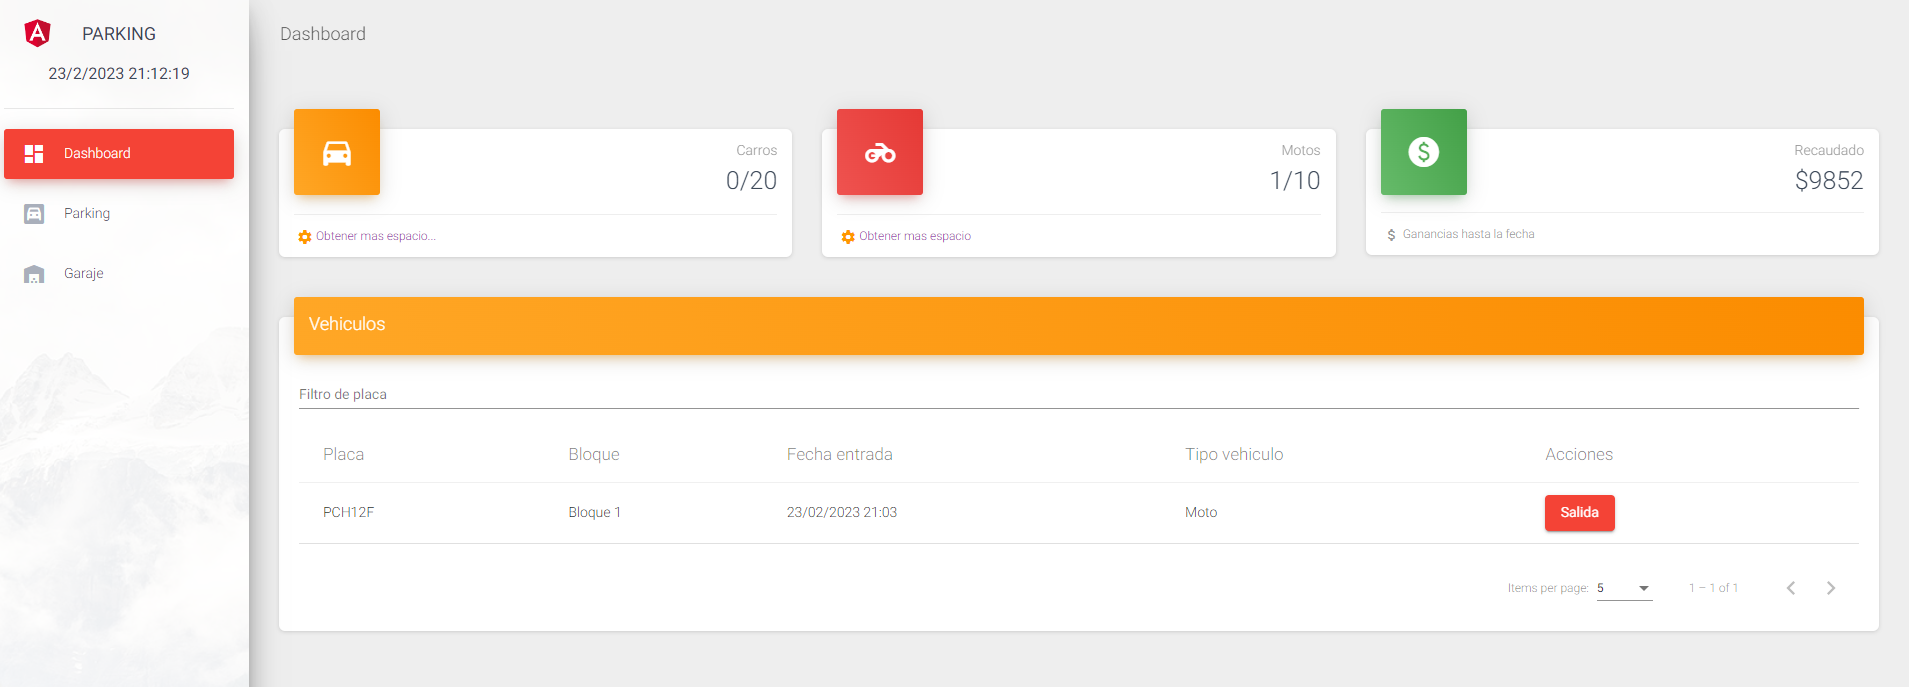 PARKING
23/2/2023 21:12:19
Dashboard
Parking
Garaje
Dashboard
Carros
0/20
Obtener mas espacio...
Motos
1/10
Obtener mas espacio
$
Recaudado
$9852
$ Ganancias hasta la fecha
Vehiculos
Filtro de placa
Placa Bloque Fecha entrada Tipo vehiculo Acciones
PCH12F Bloque 1 23/02/2023 21:03 Moto Salida
Items per page: 5 1 – 1 of 1